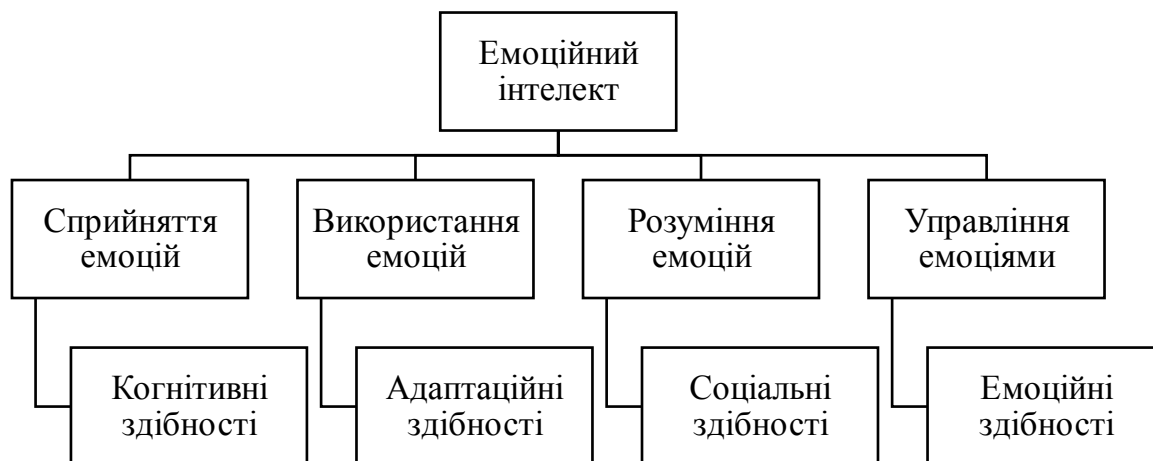 Емоційний
інтелект
Сприйняття
емоцій
Використання
емоцій
Розуміння
емоцій
Управління
емоціями
Когнітивні
здібності
Адаптаційні
здібності
Соціальні
здібності
Емоційні
здібності